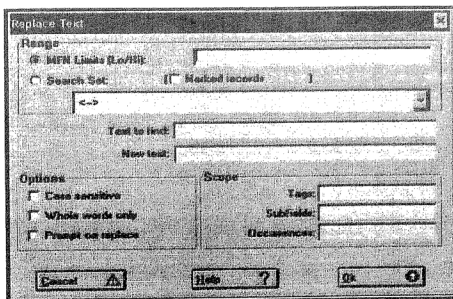 Replace Text
Range
MFN Limits (Lo/Hi):
Search Set: [ Marked records ]
<->
Text to find:
New text:
Options
Case sensitive
Whole words only
Prompt on replace
Scope
Tags:
Subfields:
Occurrences:
Cancel
Help ?
Ok